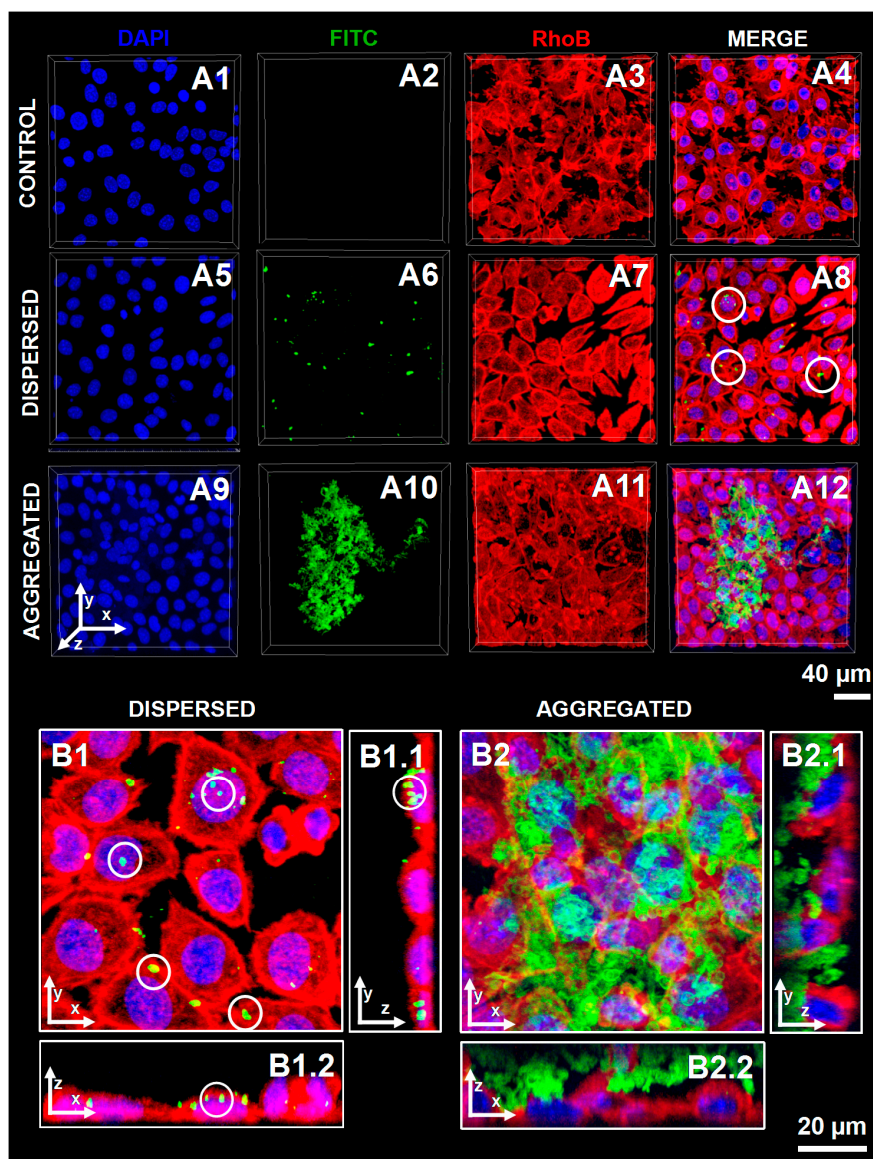 DAPI FITC RhoB MERGE
CONTROL
A1 A2 A3 A4
DISPERSED
A5 A6 A7 A8
AGGREGATED
A9 A10 A11 A12
y
x
z
40 µm
DISPERSED AGGREGATED
B1 B1.1 B2 B2.1
y y y y
x z x z
B1.2 B2.2
z z
x x
20 µm